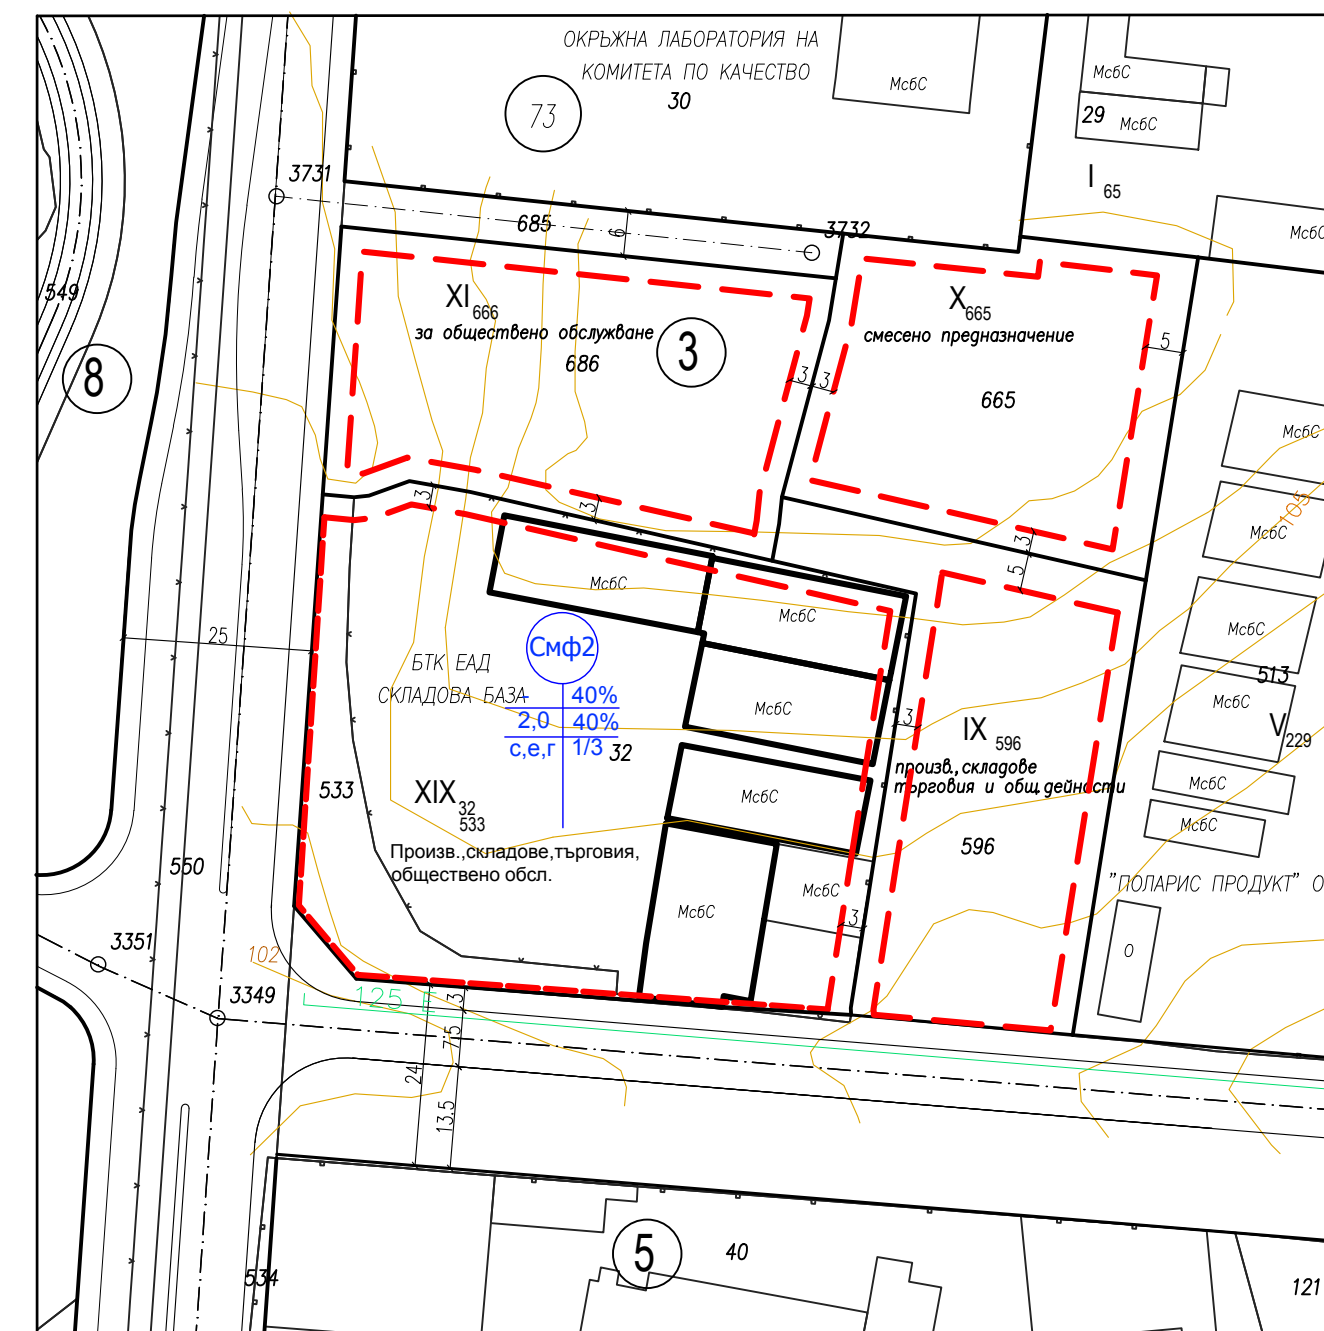 ОКРЪЖНА ЛАБОРАТОРИЯ НА
КОМИТЕТА ПО КАЧЕСТВО
30
73
МсбС
МсбС
29
МсбС
I 65
МсбС
3731
685
6
3732
549
8
XI 666
за обществено обслужване
686
3
X 665
смесено предназначение
665
5
3
3
МсбС
105
МсбС
3
3
3
5
МсбС
МсбС
МсбС
513
25
БТК ЕАД
СКЛАДОВА БАЗА
Смф2
- 40%
2,0 40%
с,е,г 1/3
32
МсбС
МсбС
3
IX 596
произв.,складове
търговия и общ.дейности
596
V 229
МсбС
МсбС
533
XIX 32
533
Произв.,складове,търговия,
обществено обсл.
МсбС
МсбС
МсбС
3
550
"ПОЛАРИС ПРОДУКТ" О
О
3351
102
3349
125 E
3
7.5
24
13.5
5
40
534
121